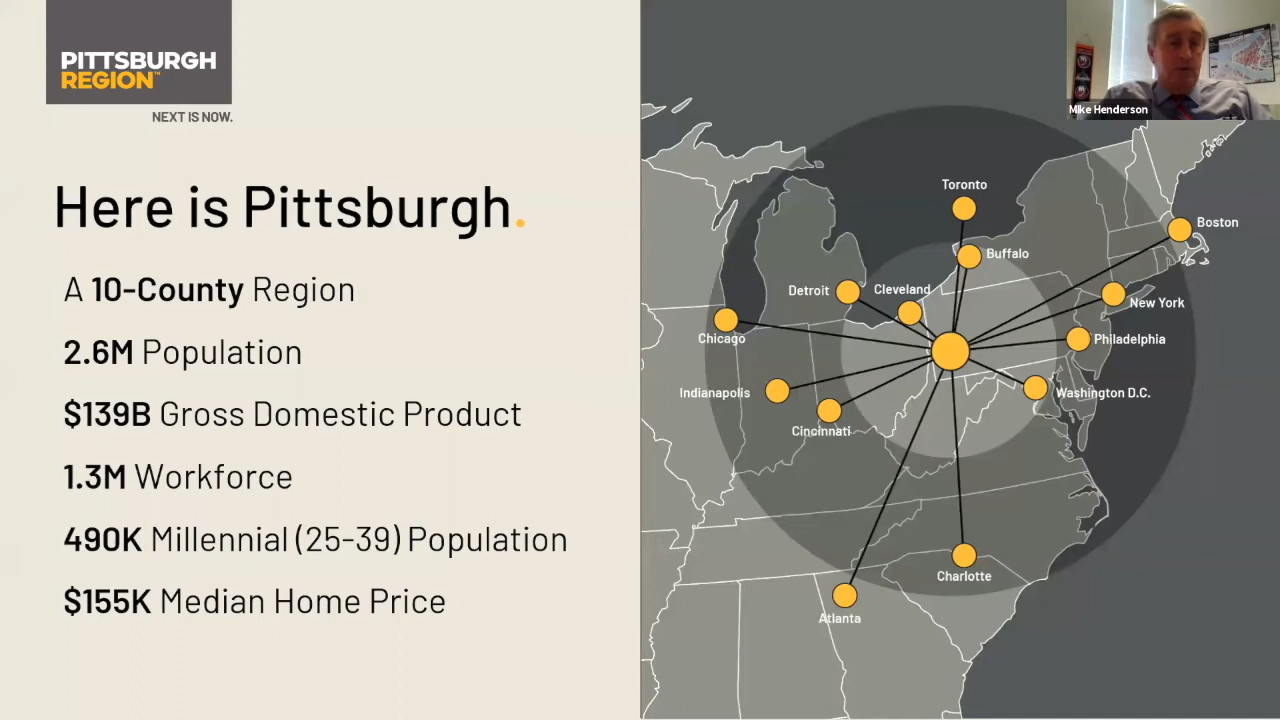 PITTSBURGH
REGION™
NEXT IS NOW.
Here is Pittsburgh.
A 10-County Region
2.6M Population
$139B Gross Domestic Product
1.3M Workforce
490K Millennial (25-39) Population
$155K Median Home Price
MIke Henderson
Toronto
Boston
Buffalo
Detroit
Cleveland
New York
Chicago
Philadelphia
Indianapolis
Washington D.C.
Cincinnati
Charlotte
Atlanta